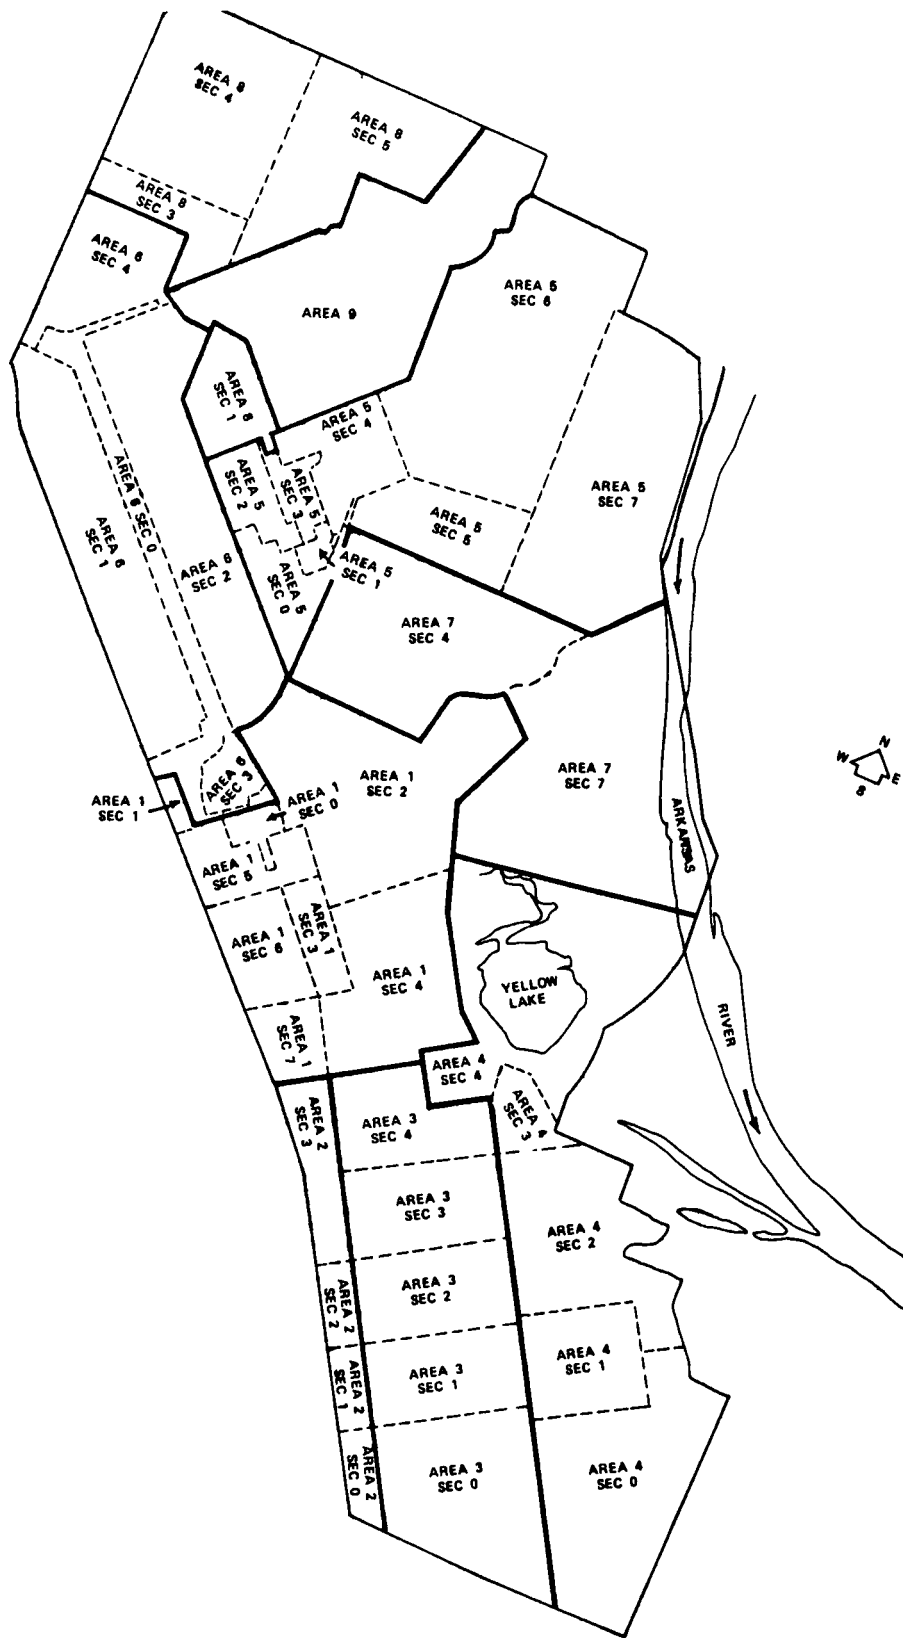 AREA 8
SEC 4
AREA 8
SEC 5
AREA 8
SEC 3
AREA 6
SEC 4
AREA 5
SEC 6
AREA 9
AREA 8
SEC 1
AREA 5
SEC 4
AREA 5
SEC 2
AREA 5
SEC 3
AREA 5
SEC 7
AREA 6 SEC 0
AREA 5
SEC 5
AREA 6
SEC 1
AREA 6
SEC 2
AREA 5
SEC 0
AREA 5
SEC 1
AREA 7
SEC 4
N
W
E
S
AREA 7
SEC 7
AREA 6
SEC 3
AREA 1
SEC 2
AREA 1
SEC 1
AREA 1
SEC 0
ARKANSAS
AREA 1
SEC 5
AREA 1
SEC 6
AREA 1
SEC 3
AREA 1
SEC 4
YELLOW
LAKE
RIVER
AREA 1
SEC 7
AREA 4
SEC 4
AREA 2
SEC 3
AREA 3
SEC 4
AREA 4
SEC 3
AREA 3
SEC 3
AREA 4
SEC 2
AREA 2
SEC 2
AREA 3
SEC 2
AREA 2
SEC 1
AREA 3
SEC 1
AREA 4
SEC 1
AREA 2
SEC 0
AREA 3
SEC 0
AREA 4
SEC 0